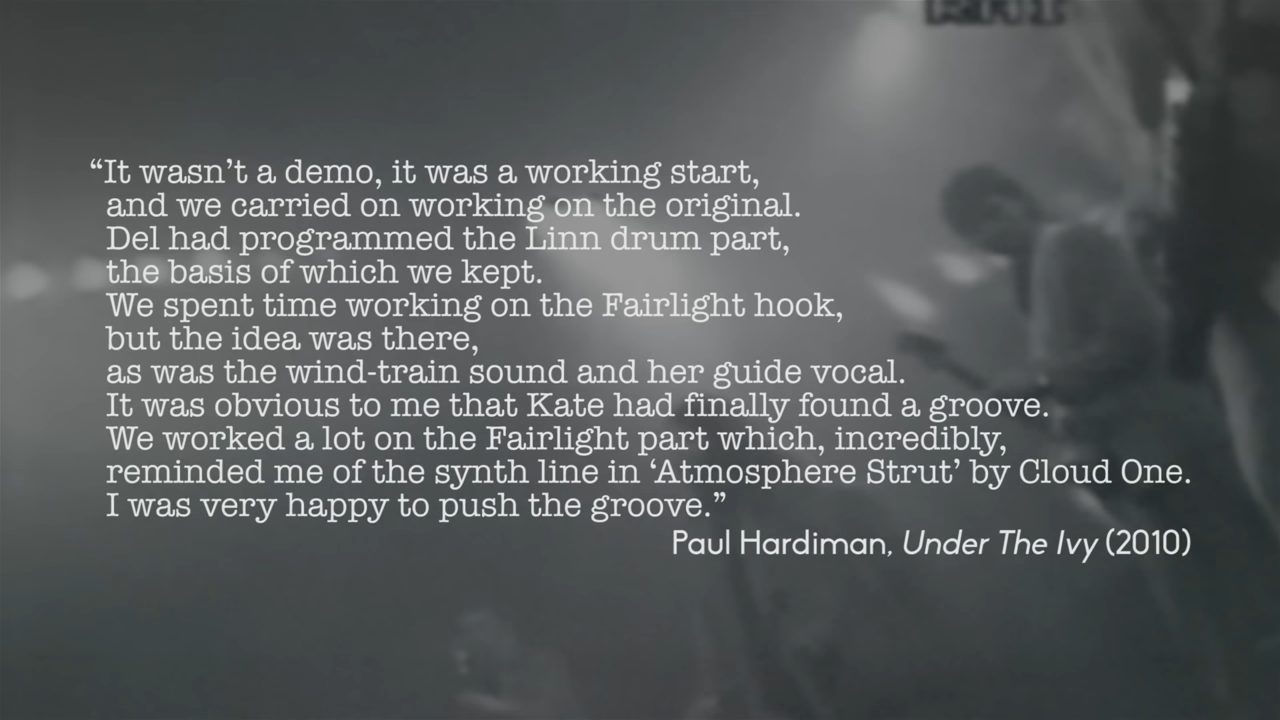 “It wasn’t a demo, it was a working start,
and we carried on working on the original.
Del had programmed the Linn drum part,
the basis of which we kept.
We spent time working on the Fairlight hook,
but the idea was there,
as was the wind-train sound and her guide vocal.
It was obvious to me that Kate had finally found a groove.
We worked a lot on the Fairlight part which, incredibly,
reminded me of the synth line in ‘Atmosphere Strut’ by Cloud One.
I was very happy to push the groove.”
Paul Hardiman, Under The Ivy (2010)